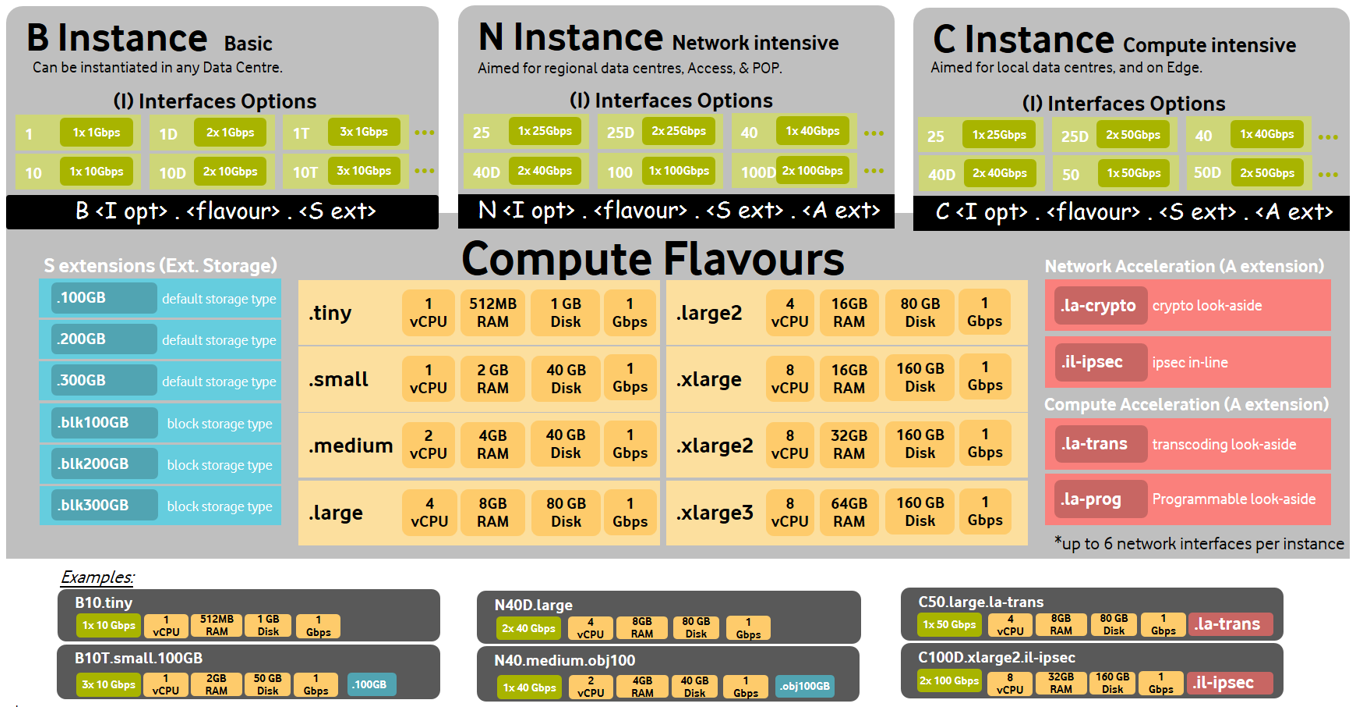 B Instance Basic
Can be instantiated in any Data Centre.
(I) Interfaces Options
1 1x 1Gbps 1D 2x 1Gbps 1T 3x 1Gbps ...
10 1x 10Gbps 10D 2x 10Gbps 10T 3x 10Gbps ...
B <I opt> . <flavour> . <S ext>
N Instance Network intensive
Aimed for regional data centres, Access, & POP.
(I) Interfaces Options
25 1x 25Gbps 25D 2x 25Gbps 40 1x 40Gbps ...
40D 2x 40Gbps 100 1x 100Gbps 100D 2x 100Gbps ...
N <I opt> . <flavour> . <S ext> . <A ext>
C Instance Compute intensive
Aimed for local data centres, and on Edge.
(I) Interfaces Options
25 1x 25Gbps 25D 2x 50Gbps 40 1x 40Gbps ...
40D 2x 40Gbps 50 1x 50Gbps 50D 2x 50Gbps ...
C <I opt> . <flavour> . <S ext> . <A ext>
S extensions (Ext. Storage)
.100GB default storage type
.200GB default storage type
.300GB default storage type
.blk100GB block storage type
.blk200GB block storage type
.blk300GB block storage type
Compute Flavours
.tiny 1 vCPU 512MB RAM 1 GB Disk 1 Gbps
.small 1 vCPU 2 GB RAM 40 GB Disk 1 Gbps
.medium 2 vCPU 4GB RAM 40 GB Disk 1 Gbps
.large 4 vCPU 8GB RAM 80 GB Disk 1 Gbps
.large2 4 vCPU 16GB RAM 80 GB Disk 1 Gbps
.xlarge 8 vCPU 16GB RAM 160 GB Disk 1 Gbps
.xlarge2 8 vCPU 32GB RAM 160 GB Disk 1 Gbps
.xlarge3 8 vCPU 64GB RAM 160 GB Disk 1 Gbps
Network Acceleration (A extension)
.la-crypto crypto look-aside
.il-ipsec ipsec in-line
Compute Acceleration (A extension)
.la-trans transcoding look-aside
.la-prog Programmable look-aside
*up to 6 network interfaces per instance
Examples:
B10.tiny
1x 10 Gbps 1 vCPU 512MB RAM 1 GB Disk 1 Gbps
B10T.small.100GB
3x 10 Gbps 1 vCPU 2GB RAM 50 GB Disk 1 Gbps .100GB
N40D.large
2x 40 Gbps 4 vCPU 8GB RAM 80 GB Disk 1 Gbps
N40.medium.obj100
1x 40 Gbps 2 vCPU 4GB RAM 40 GB Disk 1 Gbps .obj100GB
C50.large.la-trans
1x 50 Gbps 4 vCPU 8GB RAM 80 GB Disk 1 Gbps .la-trans
C100D.xlarge2.il-ipsec
2x 100 Gbps 8 vCPU 32GB RAM 160 GB Disk 1 Gbps .il-ipsec